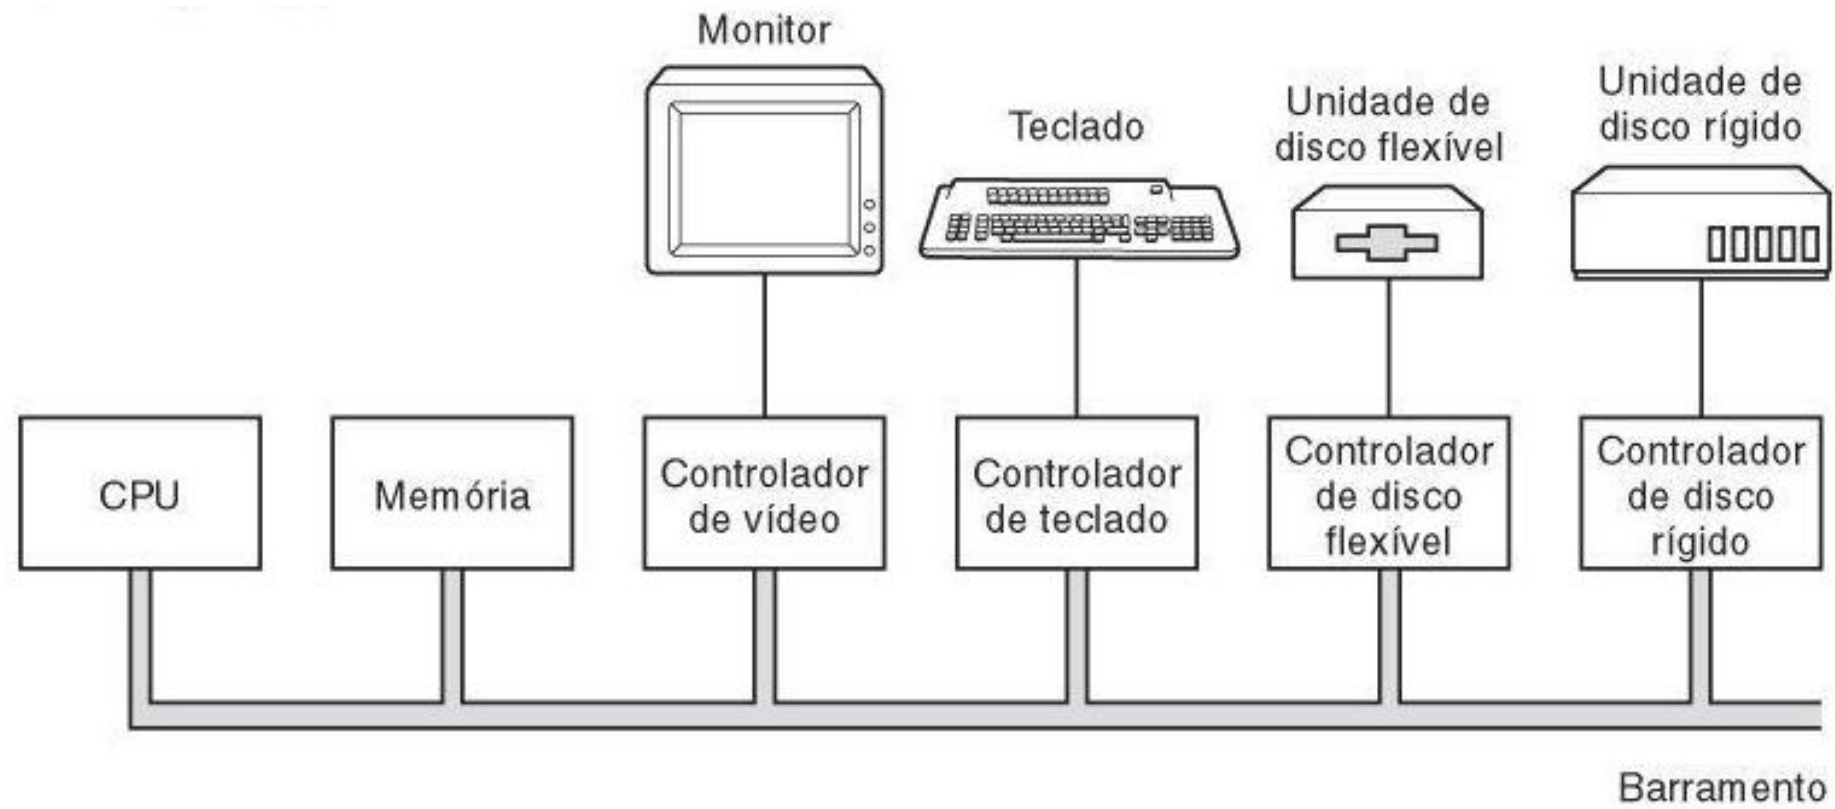 Monitor
Teclado
Unidade de
disco flexível
Unidade de
disco rígido
CPU
Memória
Controlador
de vídeo
Controlador
de teclado
Controlador
de disco
flexível
Controlador
de disco
rígido
Barramento